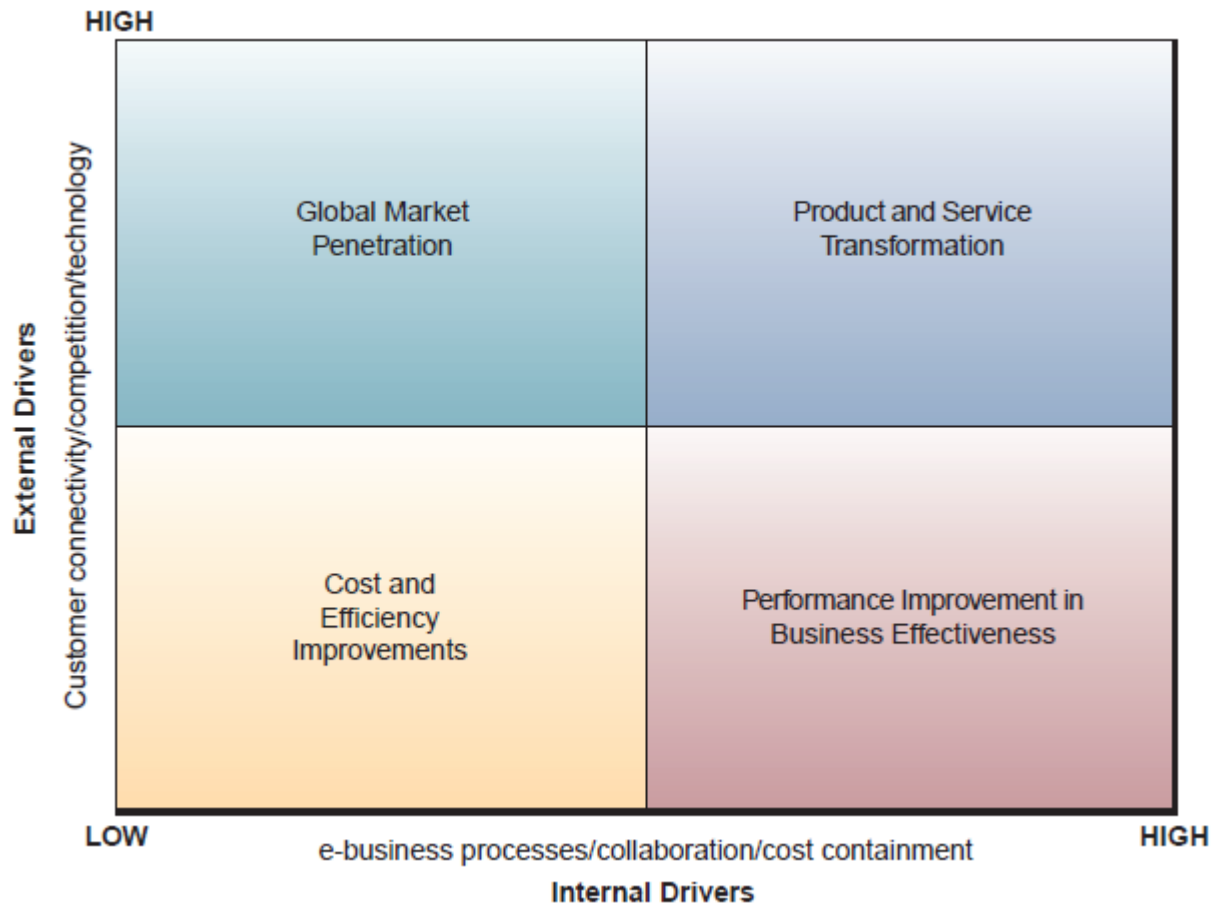 HIGH
External Drivers
Customer connectivity/competition/technology
Global Market
Penetration
Product and Service
Transformation
Cost and
Efficiency
Improvements
Performance Improvement in
Business Effectiveness
LOW
HIGH
e-business processes/collaboration/cost containment
Internal Drivers